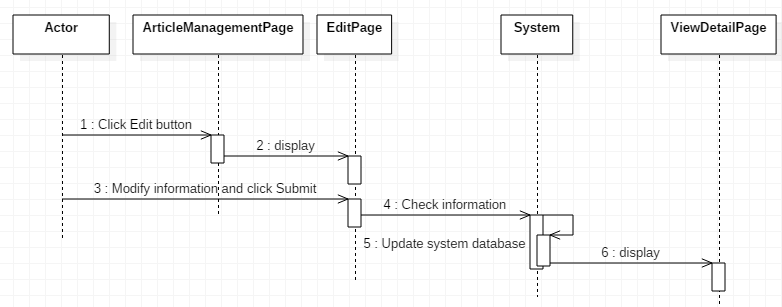 Actor
ArticleManagementPage
EditPage
System
ViewDetailPage
1 : Click Edit button
2 : display
3 : Modify information and click Submit
4 : Check information
5 : Update system database
6 : display